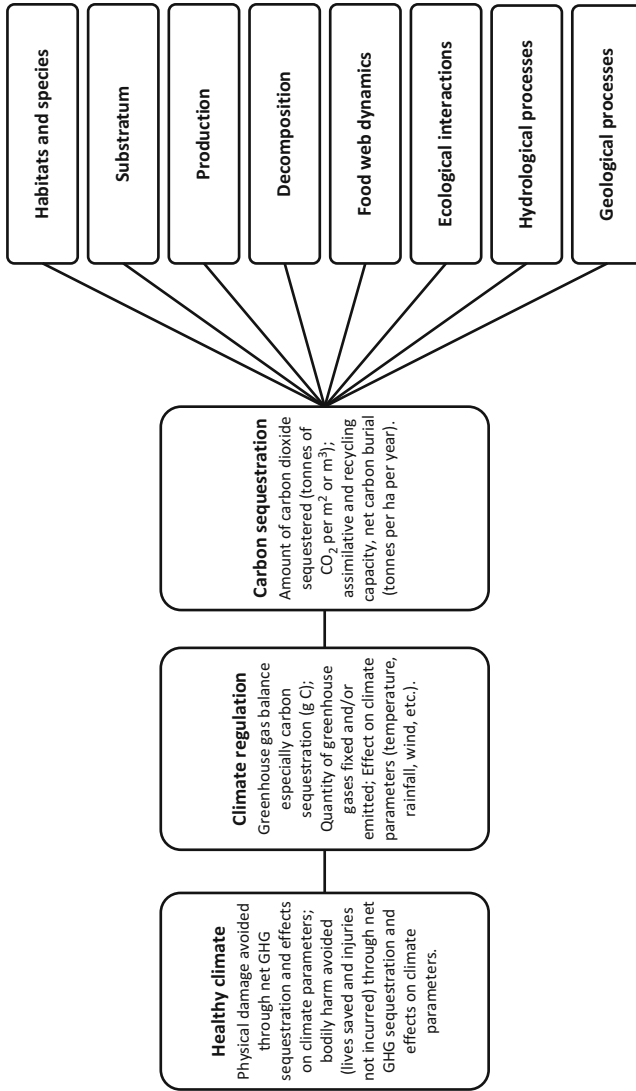 Healthy climate
Physical damage avoided
through net GHG
sequestration and effects
on climate parameters;
bodily harm avoided
(lives saved and injuries
not incurred) through net
GHG sequestration and
effects on climate
parameters.
Climate regulation
Greenhouse gas balance
especially carbon
sequestration (g C);
Quantity of greenhouse
gases fixed and/or
emitted; Effect on climate
parameters (temperature,
rainfall, wind, etc.).
Carbon sequestration
Amount of carbon dioxide
sequestered (tonnes of
CO₂ per m² or m³);
assimilative and recycling
capacity, net carbon burial
(tonnes per ha per year).
Habitats and species
Substratum
Production
Decomposition
Food web dynamics
Ecological interactions
Hydrological processes
Geological processes